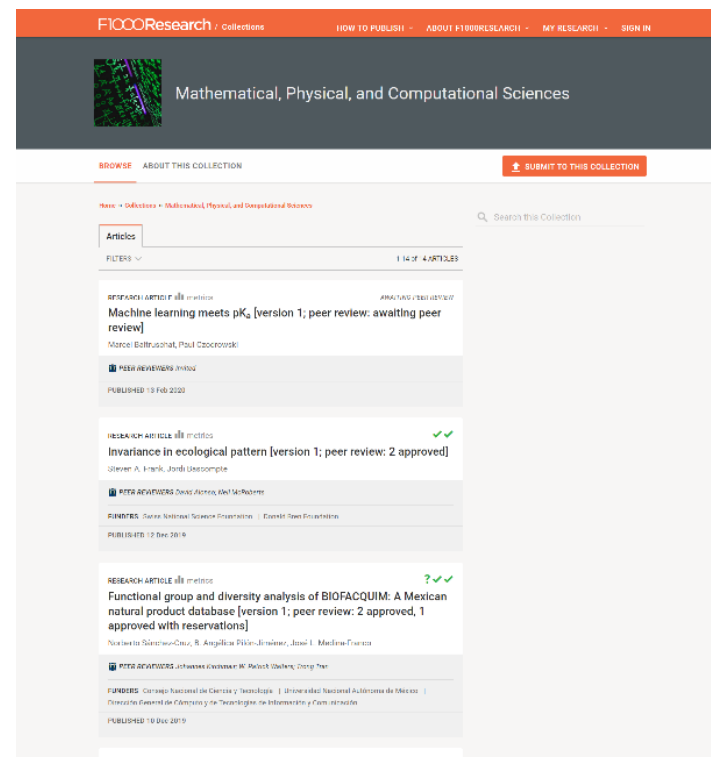 F1000Research / Collections
HOW TO PUBLISH ABOUT F1000RESEARCH MY RESEARCH SIGN IN
Mathematical, Physical, and Computational Sciences
BROWSE ABOUT THIS COLLECTION
SUBMIT TO THIS COLLECTION
Home » Collections » Mathematical, Physical, and Computational Sciences
Search this Collection
Articles
FILTERS
ARTICLES
RESEARCH ARTICLE metrics
AWAITING PEER REVIEW
Machine learning meets pKa [version 1; peer review: awaiting peer
review]
Marcel Baltruschat, Paul Czodrowski
PEER REVIEWERS Invited
PUBLISHED 13 Feb 2020
RESEARCH ARTICLE metrics
Invariance in ecological pattern [version 1; peer review: 2 approved]
Steven A. Frank, Jordi Bascompte
PEER REVIEWERS David Alonso, Neil McRoberts
FUNDERS Swiss National Science Foundation | Donald Bren Foundation
PUBLISHED 12 Dec 2019
RESEARCH ARTICLE metrics
?
Functional group and diversity analysis of BIOFACQUIM: A Mexican
natural product database [version 1; peer review: 2 approved, 1
approved with reservations]
Norberto Sánchez-Cruz, B. Angélica Pilón-Jiménez, José L. Medina-Franco
PEER REVIEWERS Johannes Kirchmair; W. Patrick Walters;
FUNDERS Consejo Nacional de Ciencia y Tecnología | Universidad Nacional Autónoma de México |
Dirección General de Cómputo y de Tecnologías de Información y Comunicación
PUBLISHED 10 Dec 2019